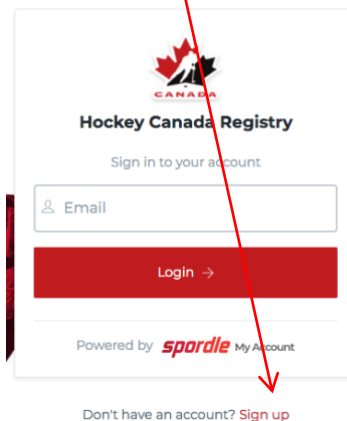 CANADA
Hockey Canada Registry
Sign in to your account
Email
Login →
Powered by spordle My Account
Don't have an account? Sign up